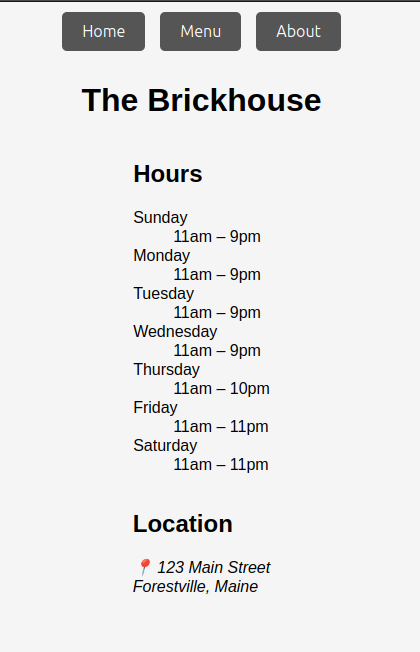 Home Menu About
The Brickhouse
Hours
Sunday
11am – 9pm
Monday
11am – 9pm
Tuesday
11am – 9pm
Wednesday
11am – 9pm
Thursday
11am – 10pm
Friday
11am – 11pm
Saturday
11am – 11pm
Location
📍 123 Main Street
Forestville, Maine